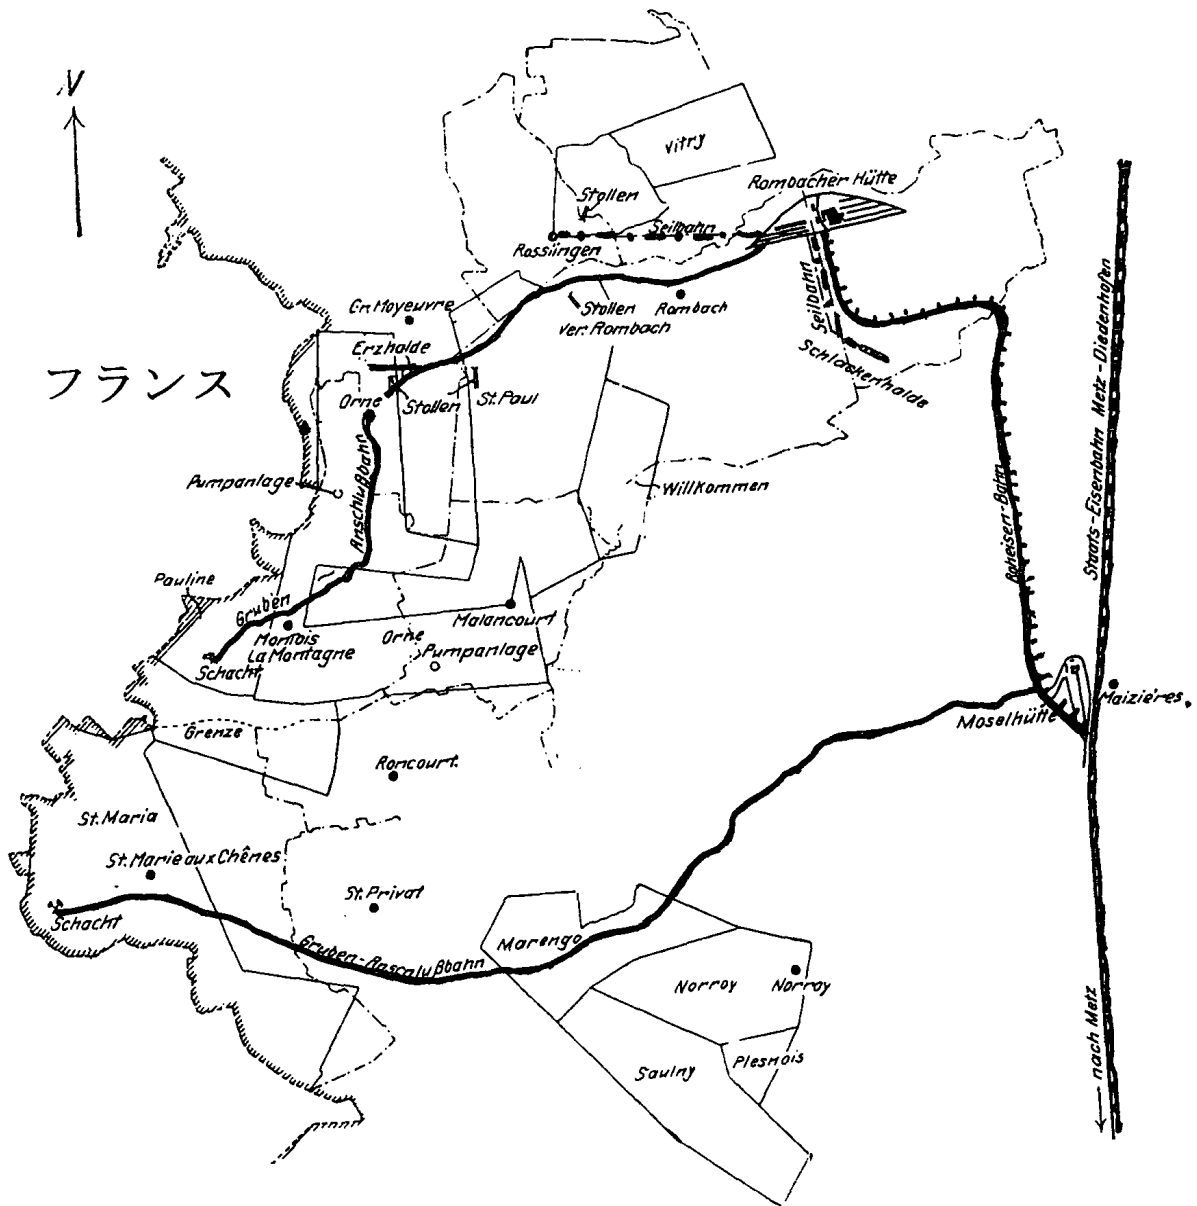 N
Vitry
Rombacher Hütte
Stollen
Seilbahn
Rosslingen
Seilbahn
Staats-Eisenbahn Metz-Diedenhofen
Gr. Moyeuvre
Stollen
ver. Rombach
Rombach
Erzhalde
Schlackenhalde
フランス
Orne
Stollen
St. Paul
Pumpanlage
Anschlußbahn
Willkommen
Roheisen-Bahn
Pauline
Gruben
Montois
La Montagne
Schacht
Orne
Malancourt
Pumpanlage
Maizières.
Moselhütte
Grenze
Roncourt.
St. Maria
St. Marie aux Chênes
St. Privat
Schacht
Gruben-Anschlußbahn
Marengo
Norroy
Norroy
Plesnois
Saulny
nach Metz